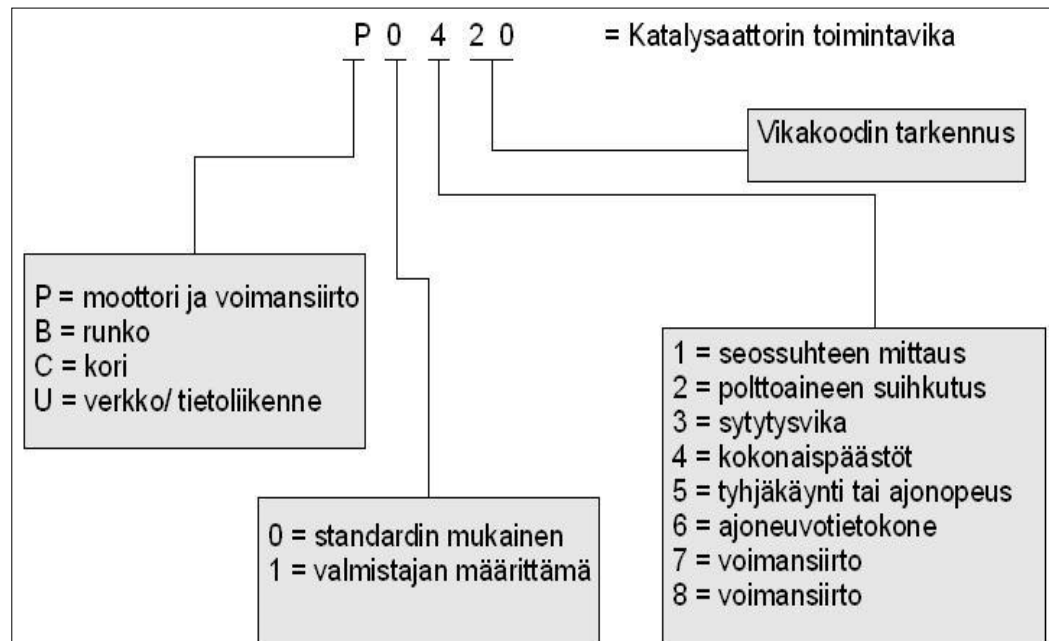 P 0 4 2 0 = Katalysaattorin toimintavika
Vikakoodin tarkennus
P = moottori ja voimansiirto
B = runko
C = kori
U = verkko/ tietoliikenne
0 = standardin mukainen
1 = valmistajan määrittämä
1 = seossuhteen mittaus
2 = polttoaineen suihkutus
3 = sytytysvika
4 = kokonaispäästöt
5 = tyhjäkäynti tai ajonopeus
6 = ajoneuvotietokone
7 = voimansiirto
8 = voimansiirto